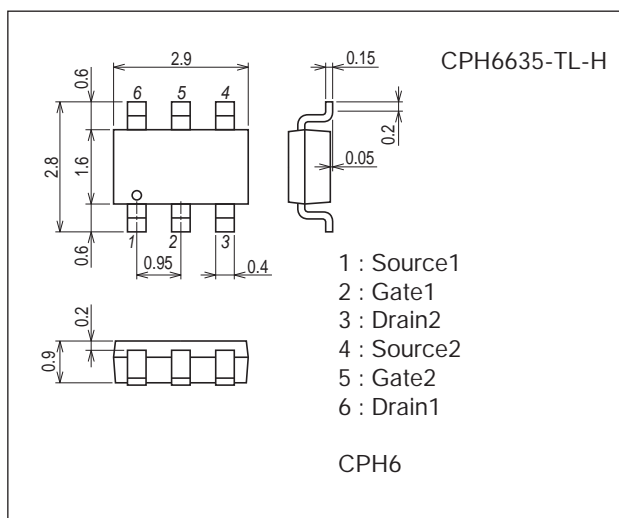 CPH6635-TL-H
2.9
0.15
0.6
6
5
4
0.2
2.8
1.6
0.05
0.6
1
2
3
0.95
0.4
1 : Source1
2 : Gate1
3 : Drain2
4 : Source2
5 : Gate2
6 : Drain1
0.2
0.9
CPH6